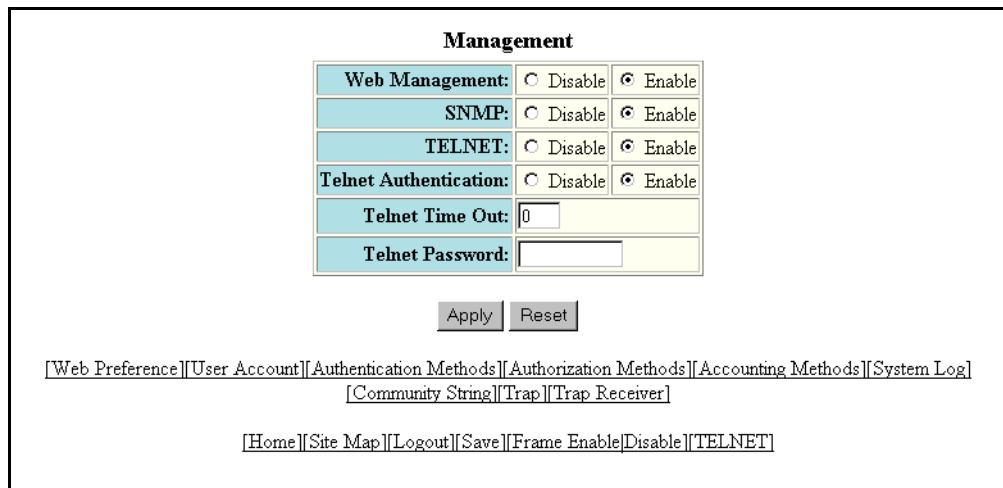 Management
Web Management: Disable Enable
SNMP: Disable Enable
TELNET: Disable Enable
Telnet Authentication: Disable Enable
Telnet Time Out: 0
Telnet Password:
Apply Reset
[Web Preference][User Account][Authentication Methods][Authorization Methods][Accounting Methods][System Log]
[Community String][Trap][Trap Receiver]
[Home][Site Map][Logout][Save][Frame Enable|Disable][TELNET]